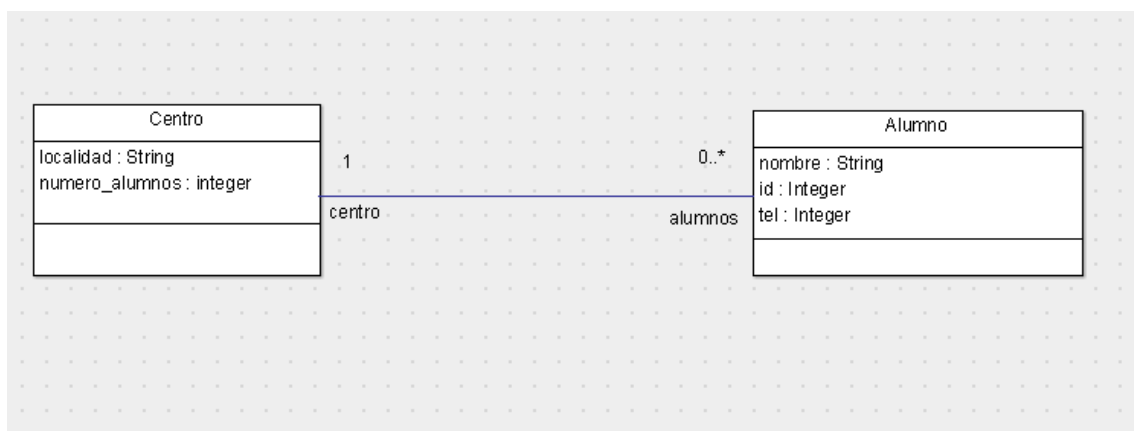 Centro
localidad : String
numero_alumnos : integer
1
centro
0..*
alumnos
Alumno
nombre : String
id : Integer
tel : Integer